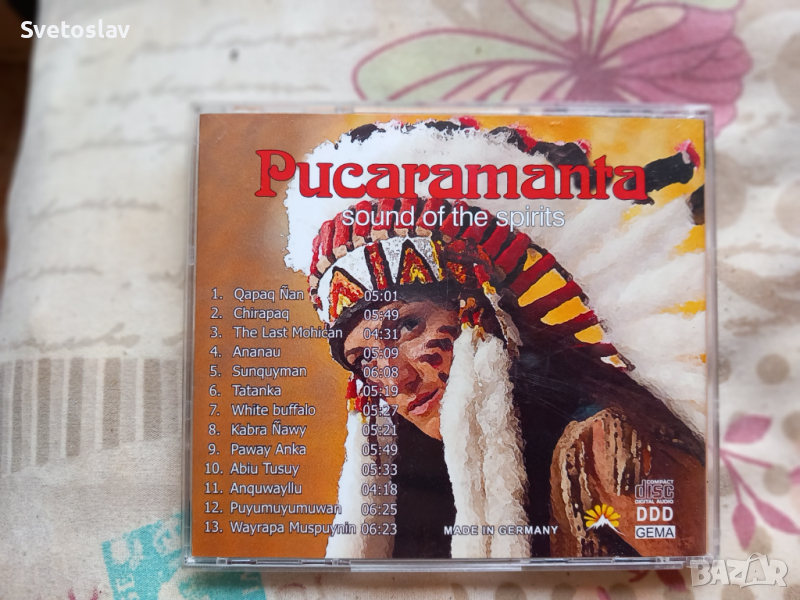 Svetoslav
Pucaramanta
sound of the spirits
1. Qapaq Ñan 05:01
2. Chirapaq 05:49
3. The Last Mohican 04:31
4. Ananau 05:09
5. Sunquyman 06:08
6. Tatanka 05:19
7. White buffalo 05:27
8. Kabra Ñawy 05:21
9. Paway Anka 05:49
10. Abiu Tusuy 05:33
11. Anquwayllu 04:18
12. Puyumuyumuwan 06:25
13. Wayrapa Muspuynin 06:23
MADE IN GERMANY
COMPACT
disc
DIGITAL AUDIO
DDD
GEMA
BAZAR